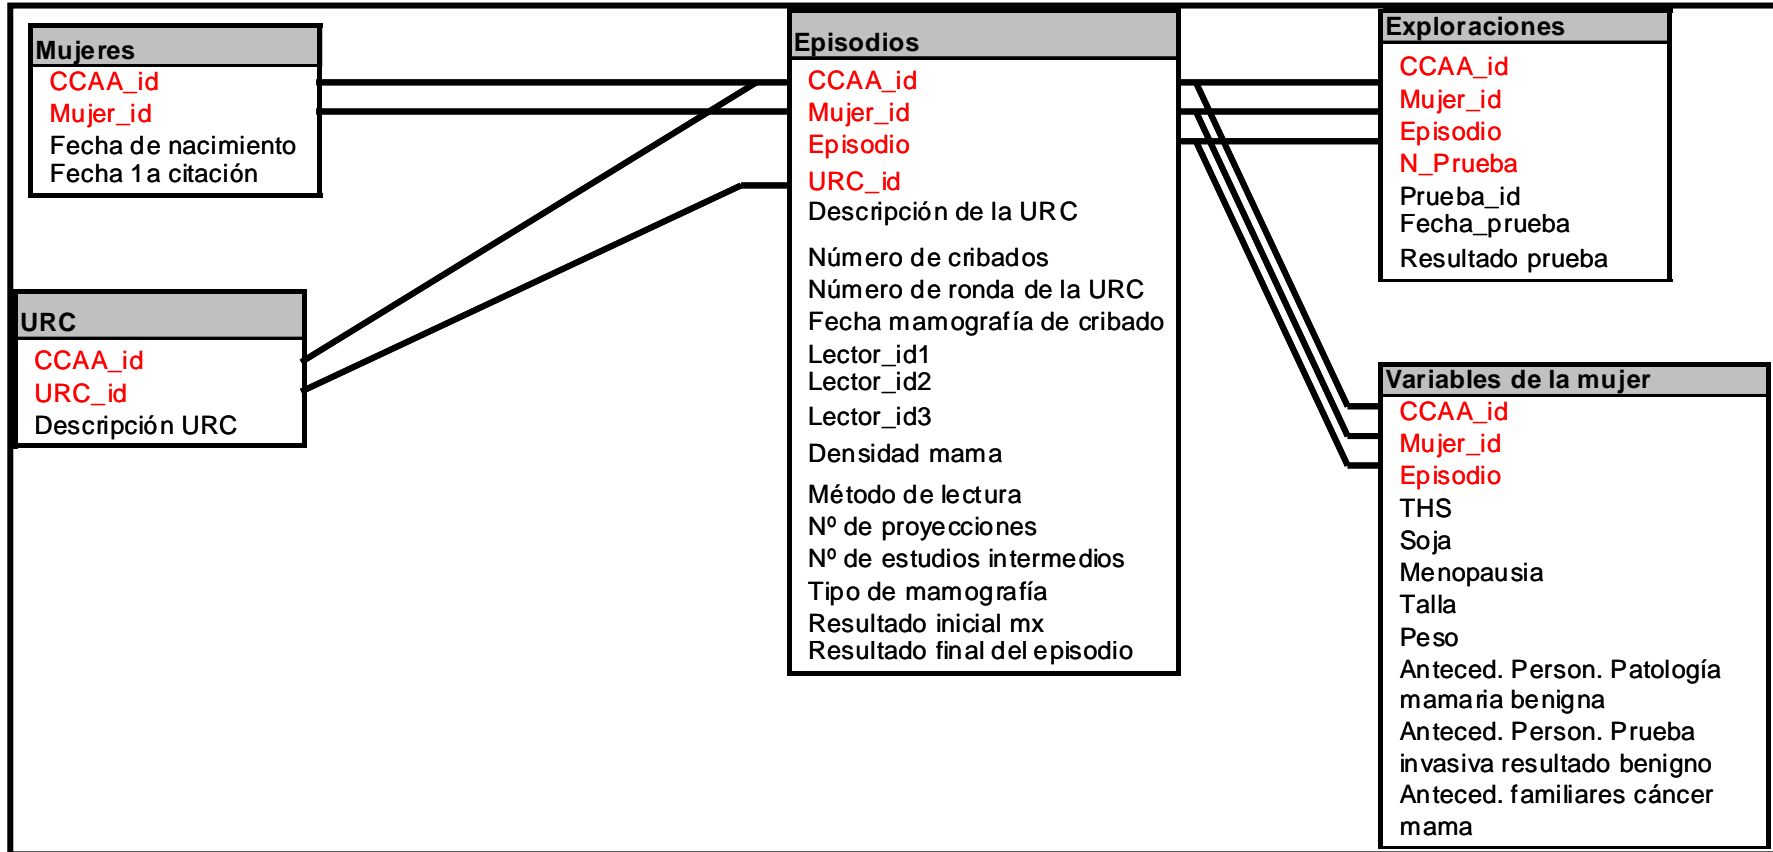 Mujeres
CCAA_id
Mujer_id
Fecha de nacimiento
Fecha 1a citación
URC
CCAA_id
URC_id
Descripción URC
Episodios
CCAA_id
Mujer_id
Episodio
URC_id
Descripción de la URC
Número de cribados
Número de ronda de la URC
Fecha mamografía de cribado
Lector_id1
Lector_id2
Lector_id3
Densidad mama
Método de lectura
Nº de proyecciones
Nº de estudios intermedios
Tipo de mamografía
Resultado inicial mx
Resultado final del episodio
Exploraciones
CCAA_id
Mujer_id
Episodio
N_Prueba
Prueba_id
Fecha_prueba
Resultado prueba
Variables de la mujer
CCAA_id
Mujer_id
Episodio
THS
Soja
Menopausia
Talla
Peso
Anteced. Person. Patología
mamaria benigna
Anteced. Person. Prueba
invasiva resultado benigno
Anteced. familiares cáncer
mama